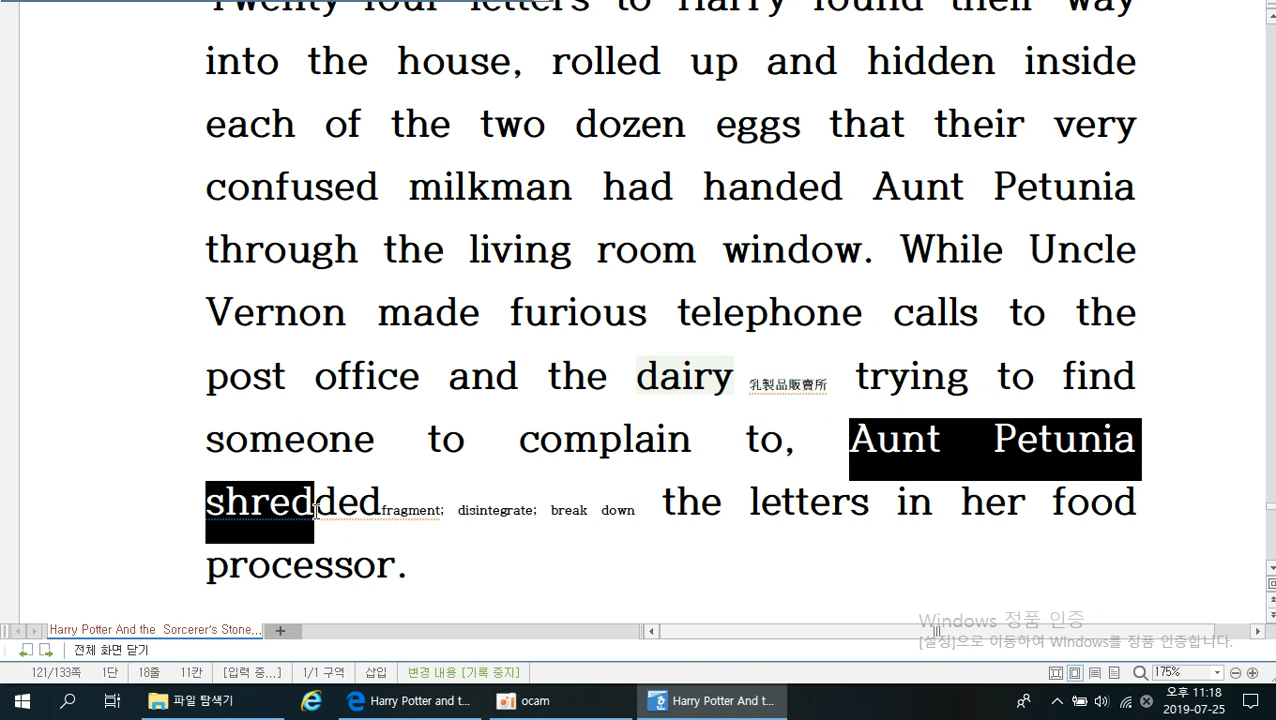 Twenty-four letters to Harry found their way
into the house, rolled up and hidden inside
each of the two dozen eggs that their very
confused milkman had handed Aunt Petunia
through the living room window. While Uncle
Vernon made furious telephone calls to the
post office and the dairy 乳製品販賣所 trying to find
someone to complain to, Aunt Petunia
shreddedfragment; disintegrate; break down the letters in her food
processor.
Harry Potter And the Sorcerer's Stone...
Windows 정품 인증
[설정]으로 이동하여 Windows를 정품 인증합니다.
전체 화면 닫기
121/133쪽 1단 18줄 11칸 [입력 중...] 1/1 구역 삽입 변경 내용 [기록 중지] 175%
파일 탐색기 Harry Potter and t... ocam Harry Potter And t... 오후 11:18
2019-07-25